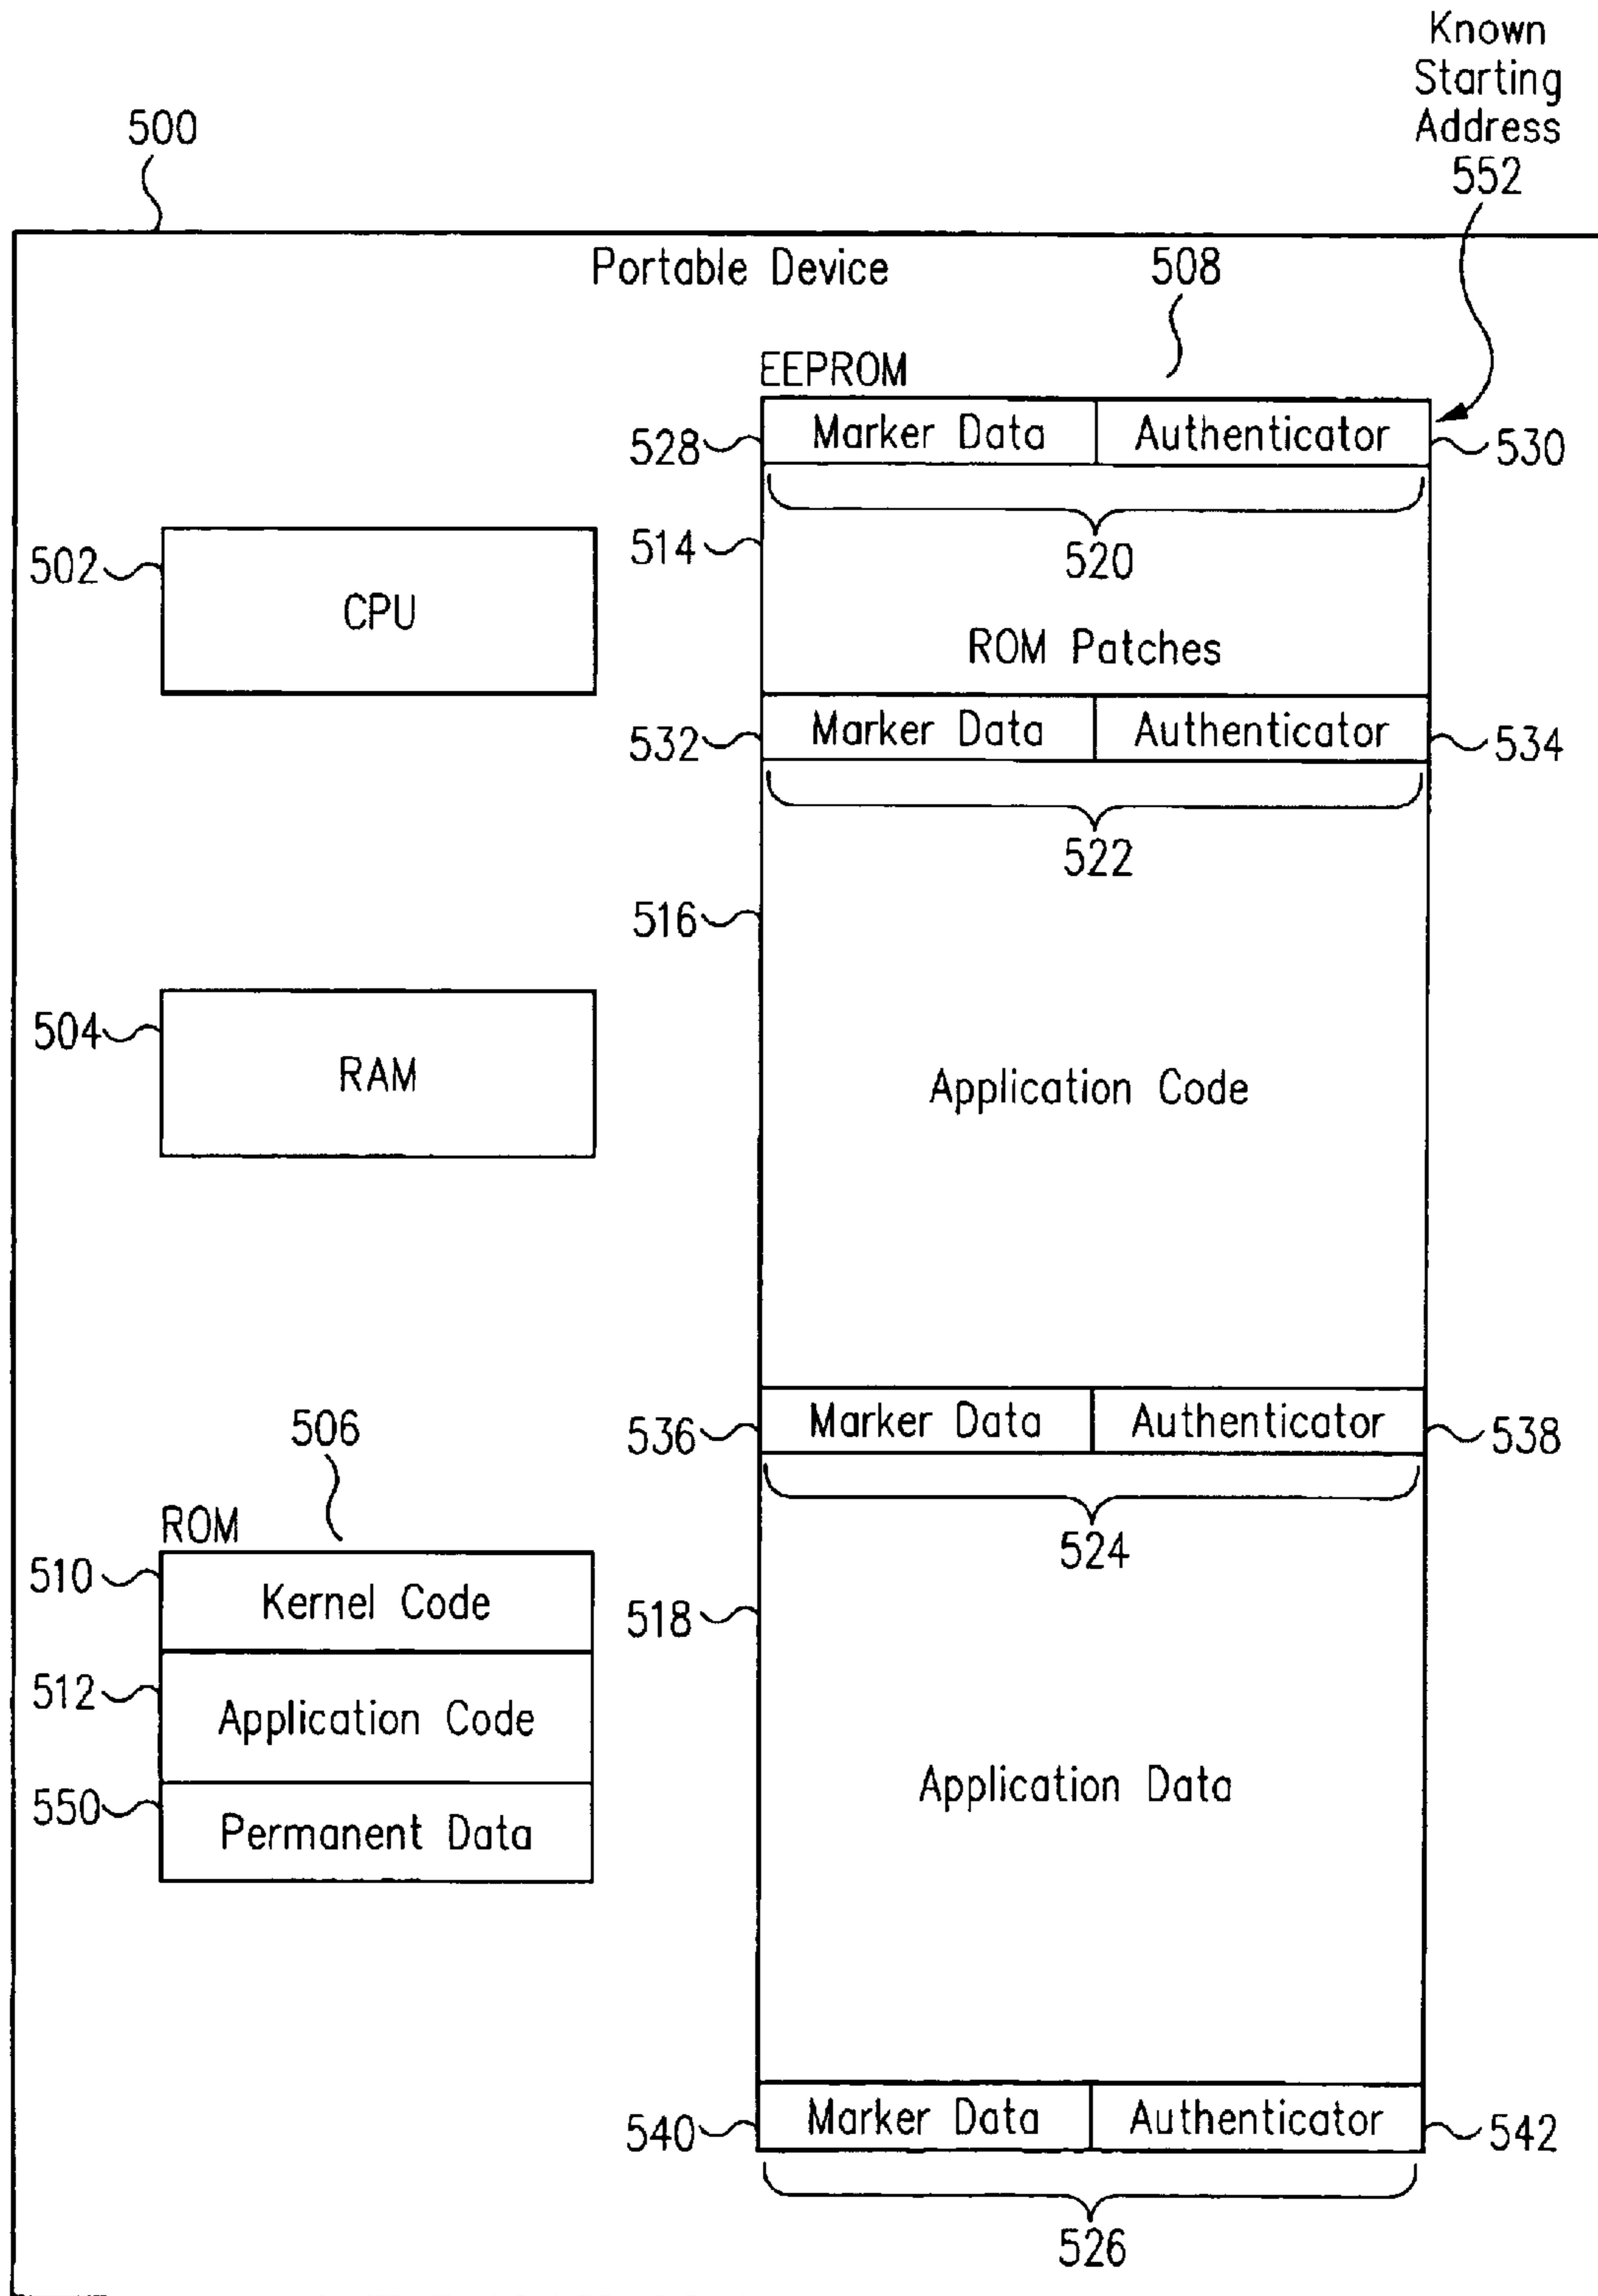 Known
Starting
Address
552
500
Portable Device
508
EEPROM
528 Marker Data Authenticator 530
520
514
ROM Patches
502
CPU
532 Marker Data Authenticator 534
522
516
Application Code
504
RAM
536 Marker Data Authenticator 538
524
518
Application Data
506
ROM
510 Kernel Code
512 Application Code
550 Permanent Data
540 Marker Data Authenticator 542
526